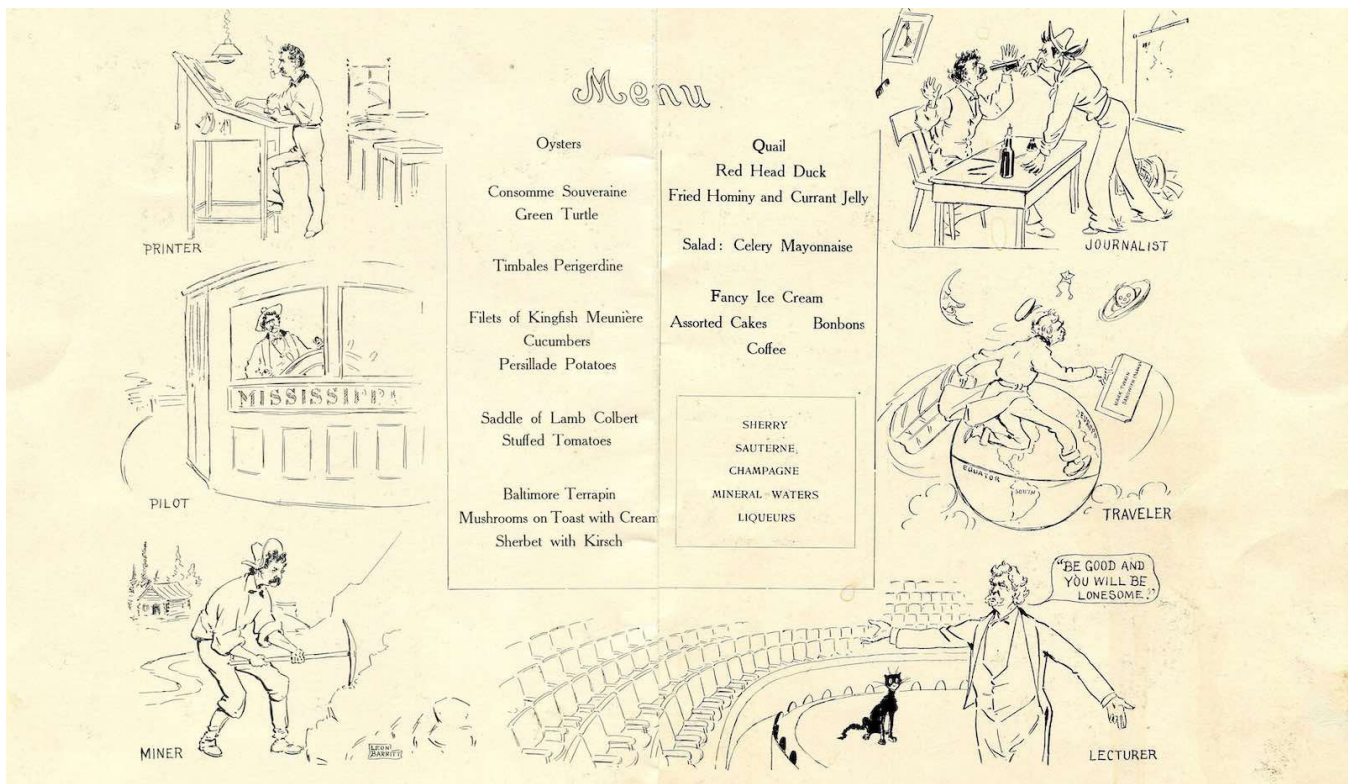 Menu
Oysters
Consomme Souveraine
Green Turtle
Timbales Perigerdine
Filets of Kingfish Meunière
Cucumbers
Persillade Potatoes
Saddle of Lamb Colbert
Stuffed Tomatoes
Baltimore Terrapin
Mushrooms on Toast with Cream
Sherbet with Kirsch
Quail
Red Head Duck
Fried Hominy and Currant Jelly
Salad: Celery Mayonnaise
Fancy Ice Cream
Assorted Cakes Bonbons
Coffee
SHERRY
SAUTERNE
CHAMPAGNE
MINERAL WATERS
LIQUEURS
PRINTER
MISSISSIPPI
PILOT
MINER
LEON
BARRITT
JOURNALIST
MARK TWAIN
EUROPE
EQUATOR
SOUTH
TRAVELER
"BE GOOD AND
YOU WILL BE
LONESOME."
LECTURER